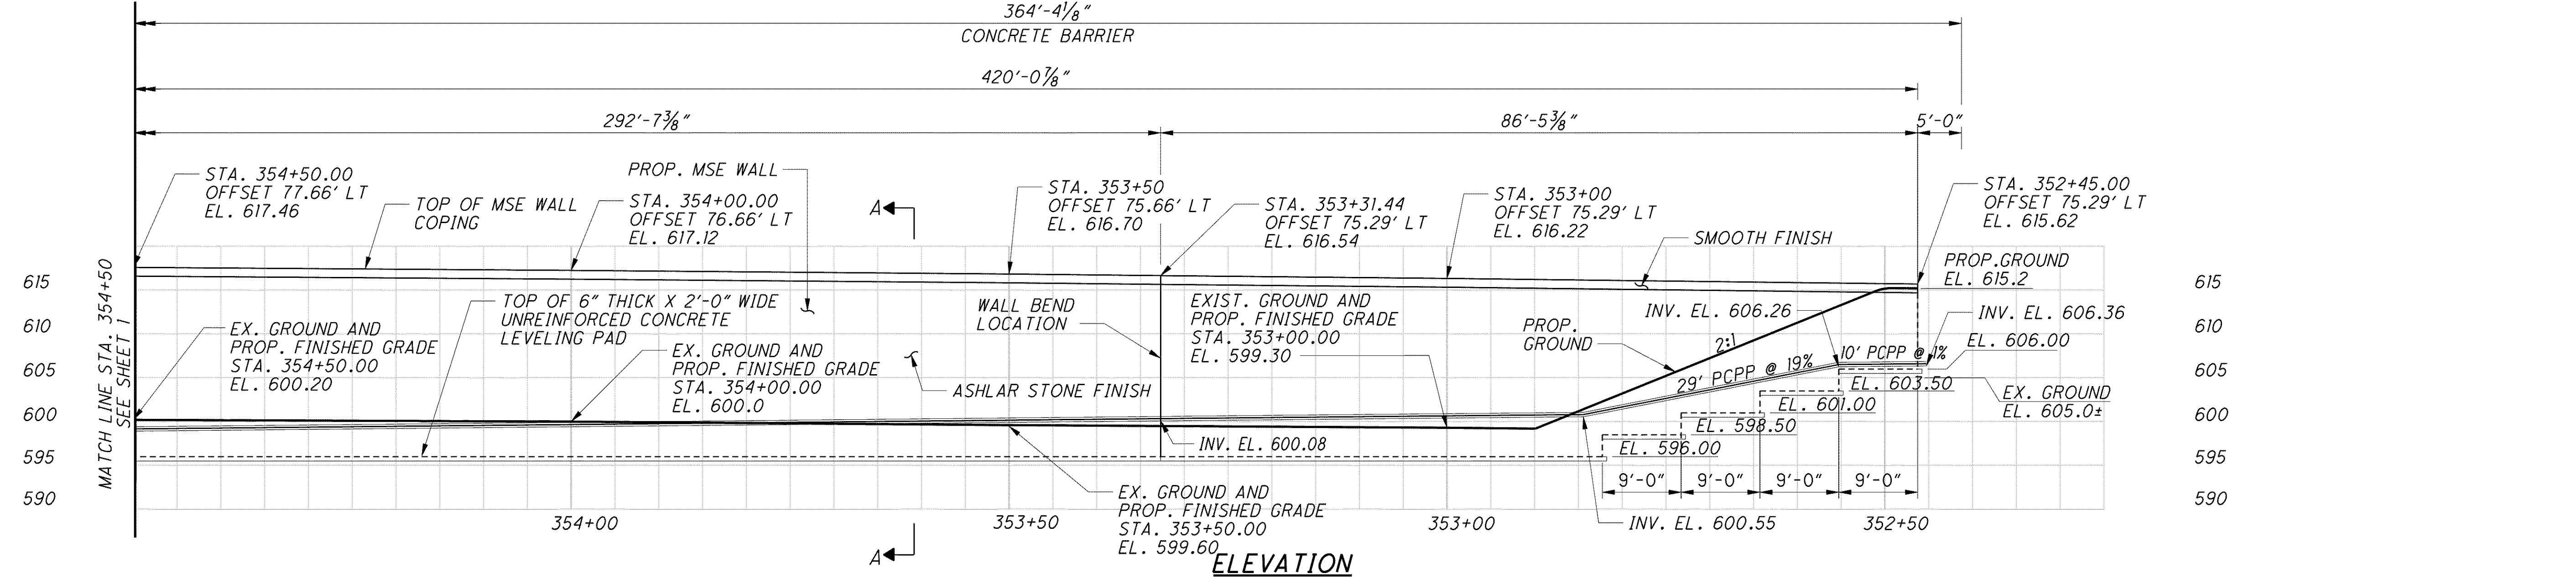 364'-4⅛"
CONCRETE BARRIER
420'-0⅞"
292'-7⅜"
86'-5⅜"
5'-0"
STA. 354+50.00
OFFSET 77.66' LT
EL. 617.46
TOP OF MSE WALL
COPING
PROP. MSE WALL
STA. 354+00.00
OFFSET 76.66' LT
EL. 617.12
A
STA. 353+50
OFFSET 75.66' LT
EL. 616.70
STA. 353+31.44
OFFSET 75.29' LT
EL. 616.54
STA. 353+00
OFFSET 75.29' LT
EL. 616.22
SMOOTH FINISH
STA. 352+45.00
OFFSET 75.29' LT
EL. 615.62
PROP.GROUND
EL. 615.2
615
610
605
600
595
590
MATCH LINE STA. 354+50
SEE SHEET 1
EX. GROUND AND
PROP. FINISHED GRADE
STA. 354+50.00
EL. 600.20
TOP OF 6" THICK X 2'-0" WIDE
UNREINFORCED CONCRETE
LEVELING PAD
EX. GROUND AND
PROP. FINISHED GRADE
STA. 354+00.00
EL. 600.0
ASHLAR STONE FINISH
WALL BEND
LOCATION
EXIST. GROUND AND
PROP. FINISHED GRADE
STA. 353+00.00
EL. 599.30
INV. EL. 600.08
PROP.
GROUND
2:1
INV. EL. 606.26
29' PCPP @ 19%
10' PCPP @ 1%
INV. EL. 606.36
EL. 606.00
EL. 603.50
EL. 601.00
EL. 598.50
EL. 596.00
EX. GROUND
EL. 605.0±
9'-0"
9'-0"
9'-0"
9'-0"
INV. EL. 600.55
EX. GROUND AND
PROP. FINISHED GRADE
STA. 353+50.00
EL. 599.60
615
610
605
600
595
590
354+00
353+50
353+00
352+50
A
ELEVATION